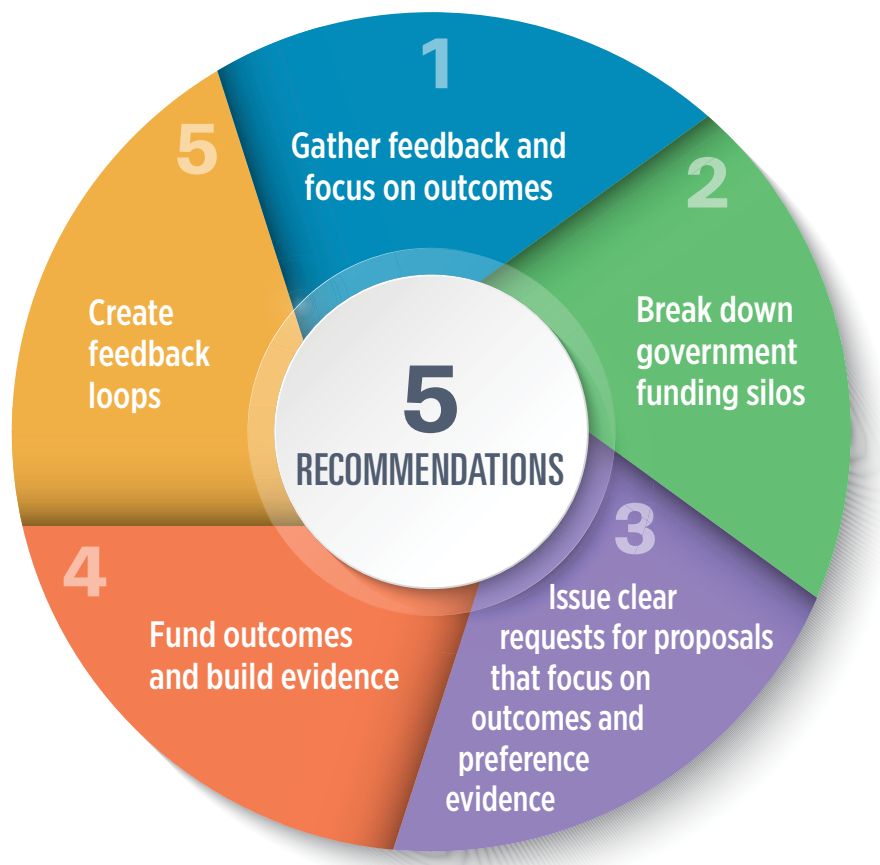 5
RECOMMENDATIONS
1
Gather feedback and
focus on outcomes
2
Break down
government
funding silos
3
Issue clear
requests for proposals
that focus on
outcomes and
preference
evidence
4
Fund outcomes
and build evidence
5
Create
feedback
loops